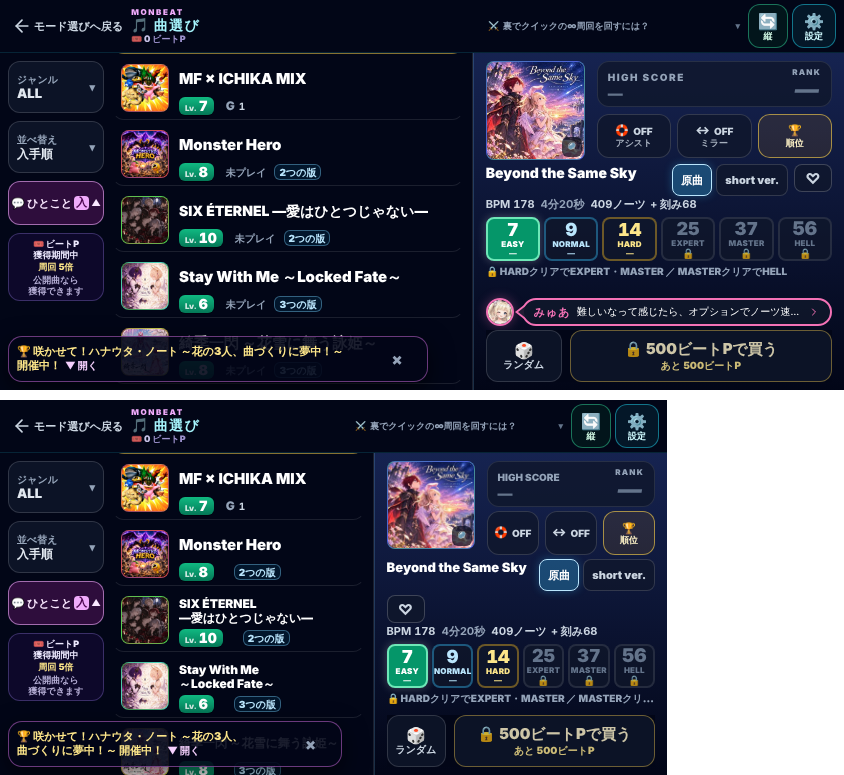 モード選びへ戻る
MONBEAT
🎵 曲選び
🎟️ 0 ビートP
⚔️ 裏でクイックの∞周回を回すには？ ▼
🔄 縦
⚙️ 設定
ジャンル
ALL ▼
並べ替え
入手順 ▼
💬 ひとこと 入 ▲
🎟️ ビートP
獲得期間中
周回 5倍
公開曲なら
獲得できます
MF × ICHIKA MIX
Lv. 7 G 1
Monster Hero
Lv. 8 未プレイ 2つの版
SIX ÉTERNEL ―愛はひとつじゃない―
Lv. 10 未プレイ 2つの版
Stay With Me ～Locked Fate～
Lv. 6 未プレイ 3つの版
🏆 咲かせて！ハナウタ・ノート ～花の3人、曲づくりに夢中！～
開催中！ ▼開く
✖
Beyond the Same Sky
HIGH SCORE
—
RANK
—
🛟 OFF
アシスト
↔ OFF
ミラー
🏆
順位
Beyond the Same Sky
原曲
short ver.
♡
BPM 178 4分20秒 409ノーツ ＋ 刻み68
7 EASY —
9 NORMAL —
14 HARD —
25 EXPERT 🔒
37 MASTER 🔒
56 HELL 🔒
🔒 HARDクリアでEXPERT・MASTER ／ MASTERクリアでHELL
みゅあ 難しいなって感じたら、オプションでノーツ速...
🎲
ランダム
🔒 500ビートPで買う
あと 500ビートP
モード選びへ戻る
MONBEAT
🎵 曲選び
🎟️ 0 ビートP
⚔️ 裏でクイックの∞周回を回すには？ ▼
🔄 縦
⚙️ 設定
ジャンル
ALL ▼
並べ替え
入手順 ▼
💬 ひとこと 入 ▲
🎟️ ビートP
獲得期間中
周回 5倍
公開曲なら
獲得できます
MF × ICHIKA MIX
Lv. 7 G 1
Monster Hero
Lv. 8 2つの版
SIX ÉTERNEL
―愛はひとつじゃない―
Lv. 10 2つの版
Stay With Me
～Locked Fate～
Lv. 6 3つの版
Lv. 8 3つの版
🏆 咲かせて！ハナウタ・ノート ～花の3人、
曲づくりに夢中！～ 開催中！ ▼開く
✖
Beyond the Same Sky
HIGH SCORE
—
RANK
—
🛟 OFF
↔ OFF
🏆
順位
Beyond the Same Sky
原曲
short ver.
♡
BPM 178 4分20秒 409ノーツ ＋ 刻み68
7 EASY —
9 NORMAL —
14 HARD —
25 EXPERT 🔒
37 MASTER 🔒
56 HELL 🔒
🔒 HARDクリアでEXPERT・MASTER ／ MASTERクリ...
🎲
ランダム
🔒 500ビートPで買う
あと 500ビートP